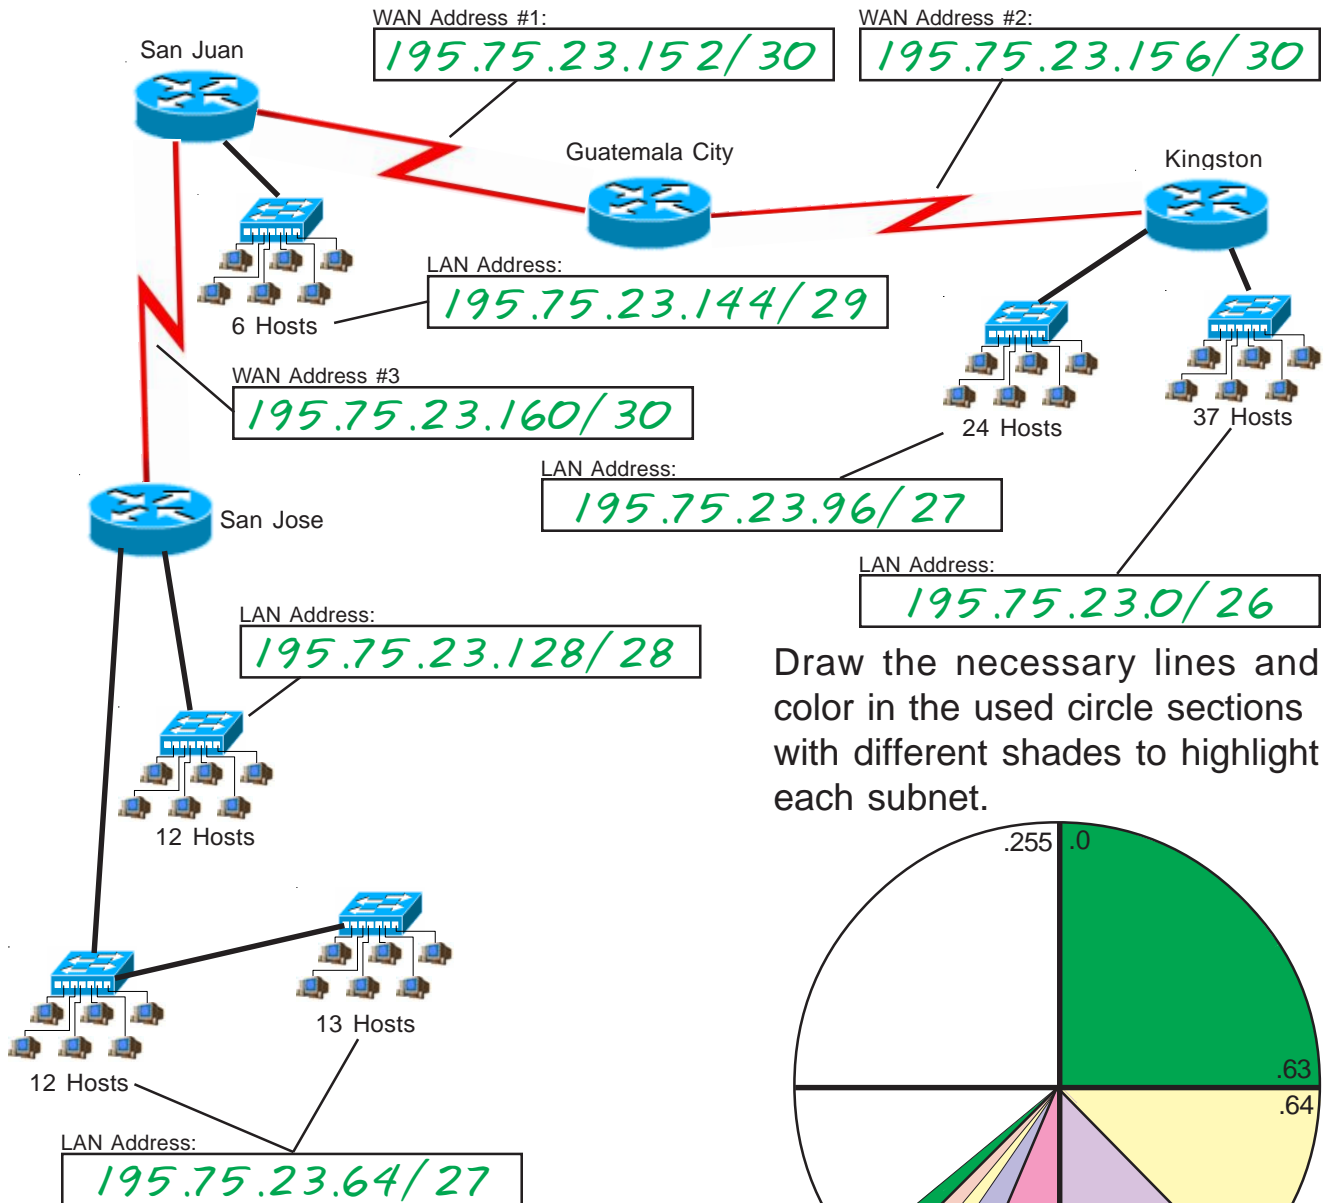 WAN Address #1:
195.75.23.152/30
WAN Address #2:
195.75.23.156/30
San Juan
Guatemala City
Kingston
LAN Address:
195.75.23.144/29
6 Hosts
WAN Address #3
195.75.23.160/30
24 Hosts
37 Hosts
LAN Address:
195.75.23.96/27
San Jose
LAN Address:
195.75.23.0/26
LAN Address:
195.75.23.128/28
Draw the necessary lines and
color in the used circle sections
with different shades to highlight
each subnet.
12 Hosts
.255
.0
13 Hosts
.63
12 Hosts
.64
LAN Address:
195.75.23.64/27